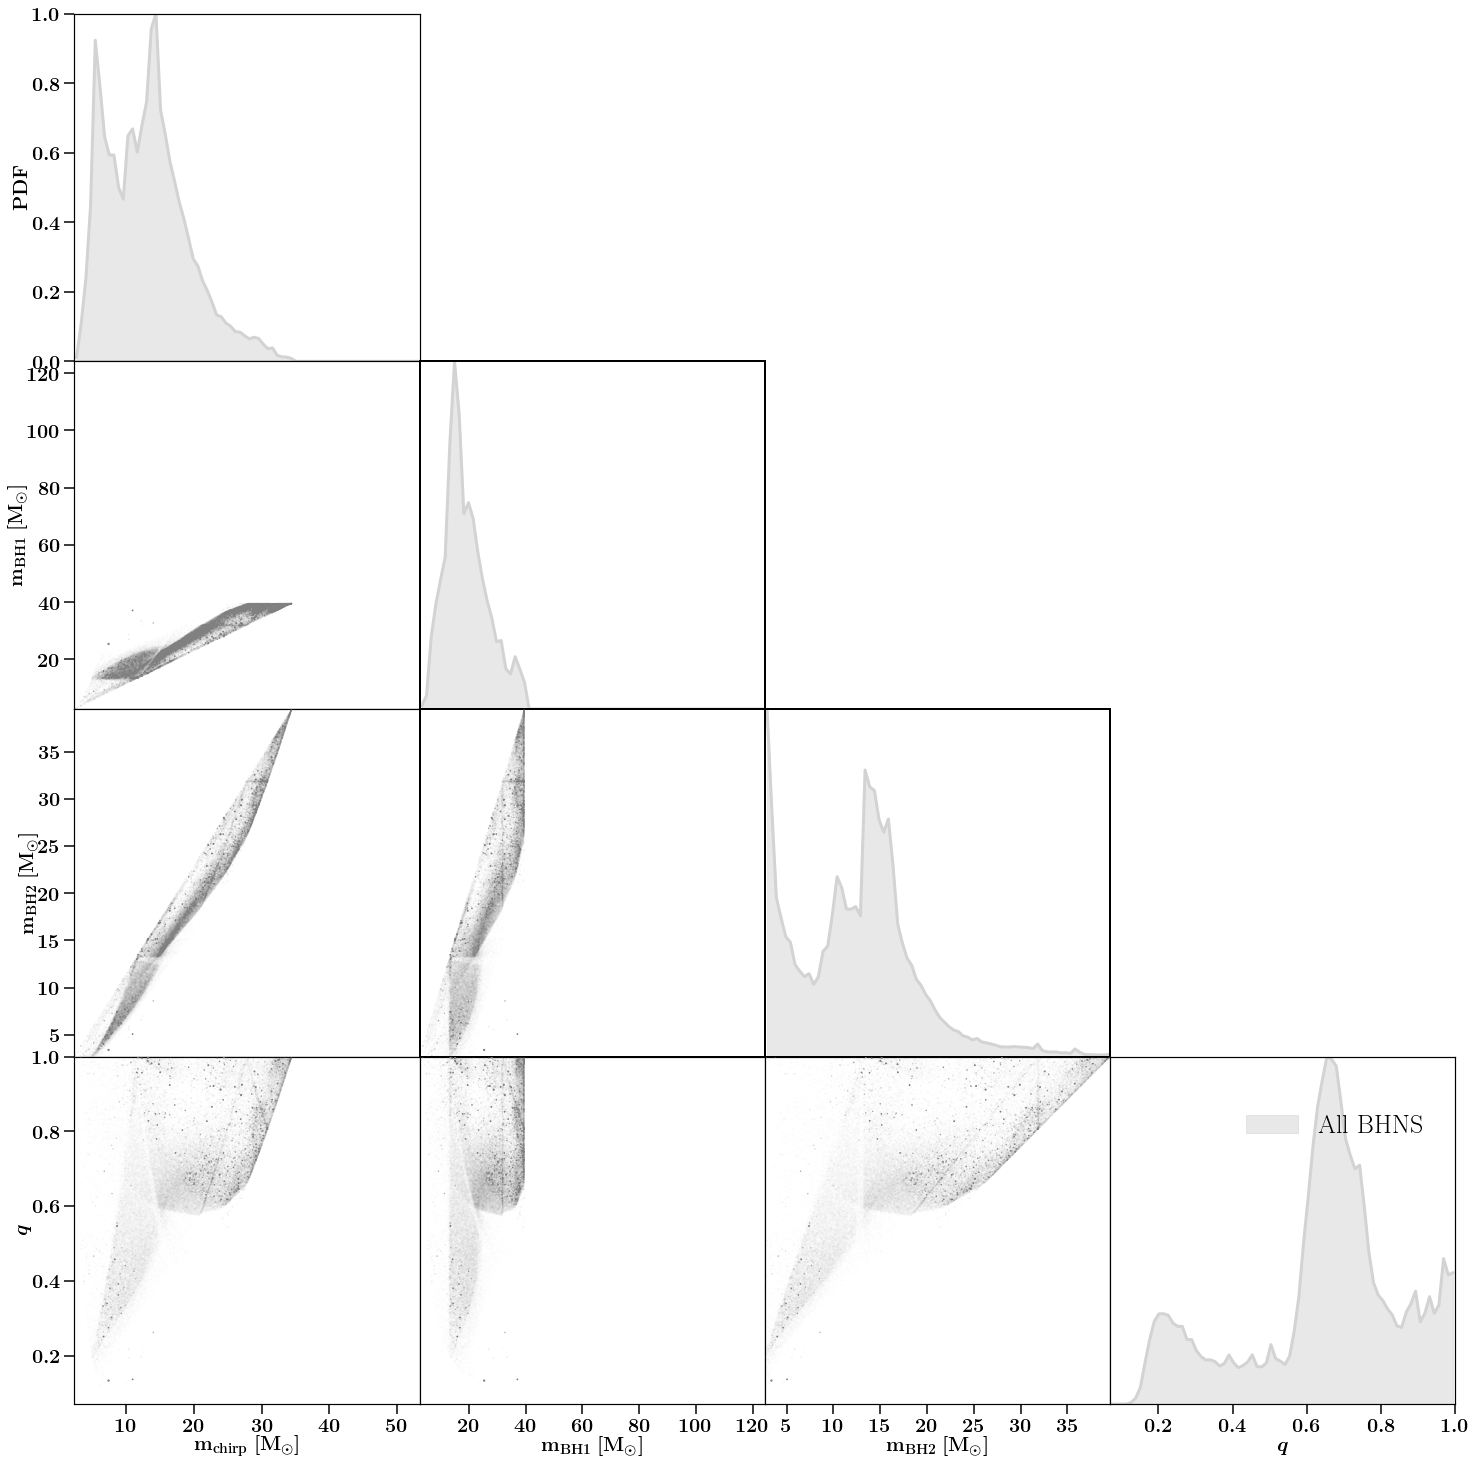 1.0
0.8
0.6
0.4
0.2
0.0
PDF
120
100
80
60
40
20
m_BH1 [M_⊙]
35
30
25
20
15
10
5
m_BH2 [M_⊙]
1.0
0.8
0.6
0.4
0.2
q
All BHNS
10 20 30 40 50
m_chirp [M_⊙]
20 40 60 80 100 120
m_BH1 [M_⊙]
5 10 15 20 25 30 35
m_BH2 [M_⊙]
0.2 0.4 0.6 0.8 1.0
q